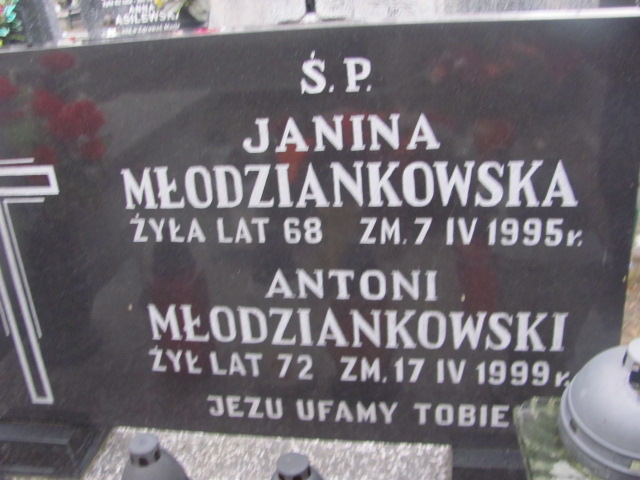 Ś. P.
JANINA
MŁODZIANKOWSKA
ŻYŁA LAT 68 ZM. 7 IV 1995 r.
ANTONI
MŁODZIANKOWSKI
ŻYŁ LAT 72 ZM. 17 IV 1999 r.
JEZU UFAMY TOBIE